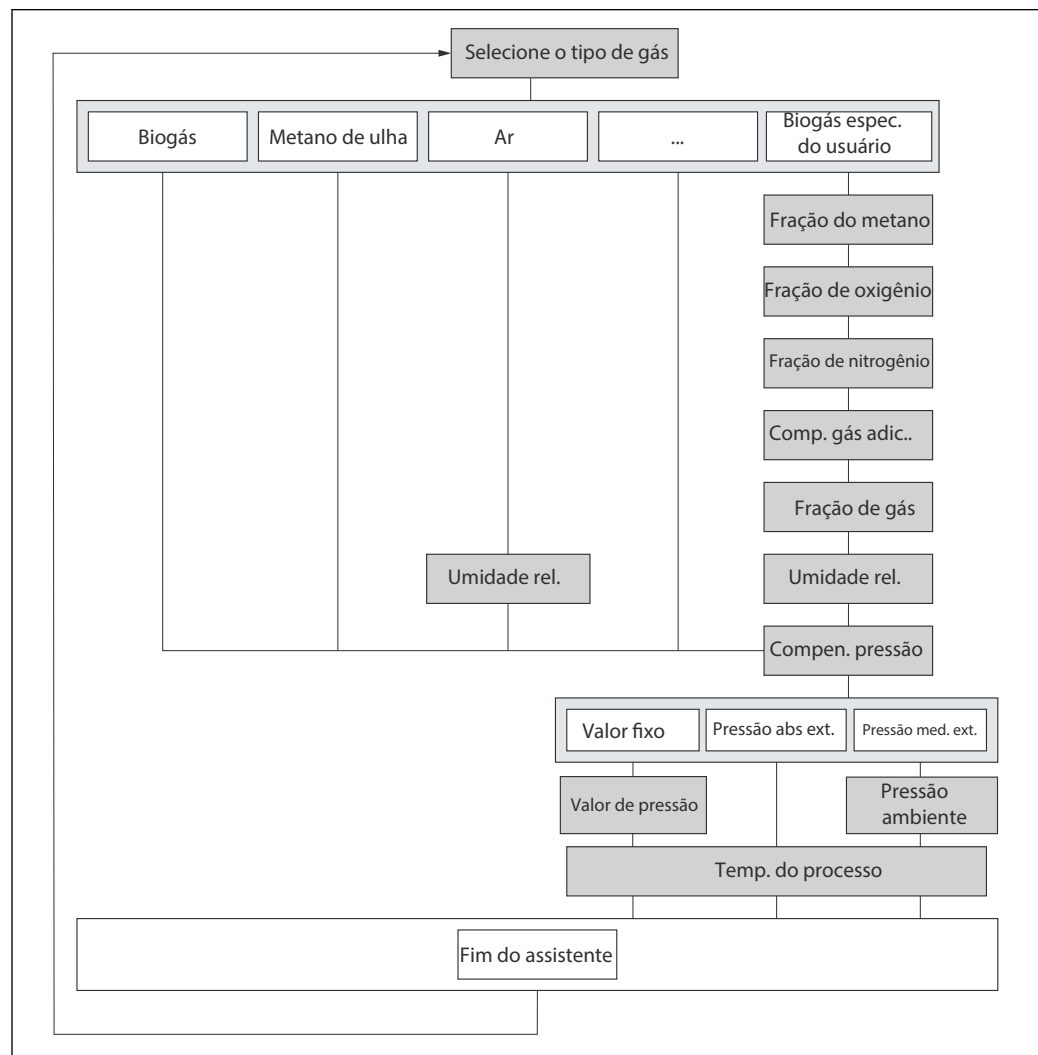 Selecione o tipo de gás
Biogás
Metano de ulha
Ar
...
Biogás espec.
do usuário
Fração do metano
Fração de oxigênio
Fração de nitrogênio
Comp. gás adic..
Fração de gás
Umidade rel.
Umidade rel.
Compen. pressão
Valor fixo
Pressão abs ext.
Pressão med. ext.
Valor de pressão
Pressão
ambiente
Temp. do processo
Fim do assistente